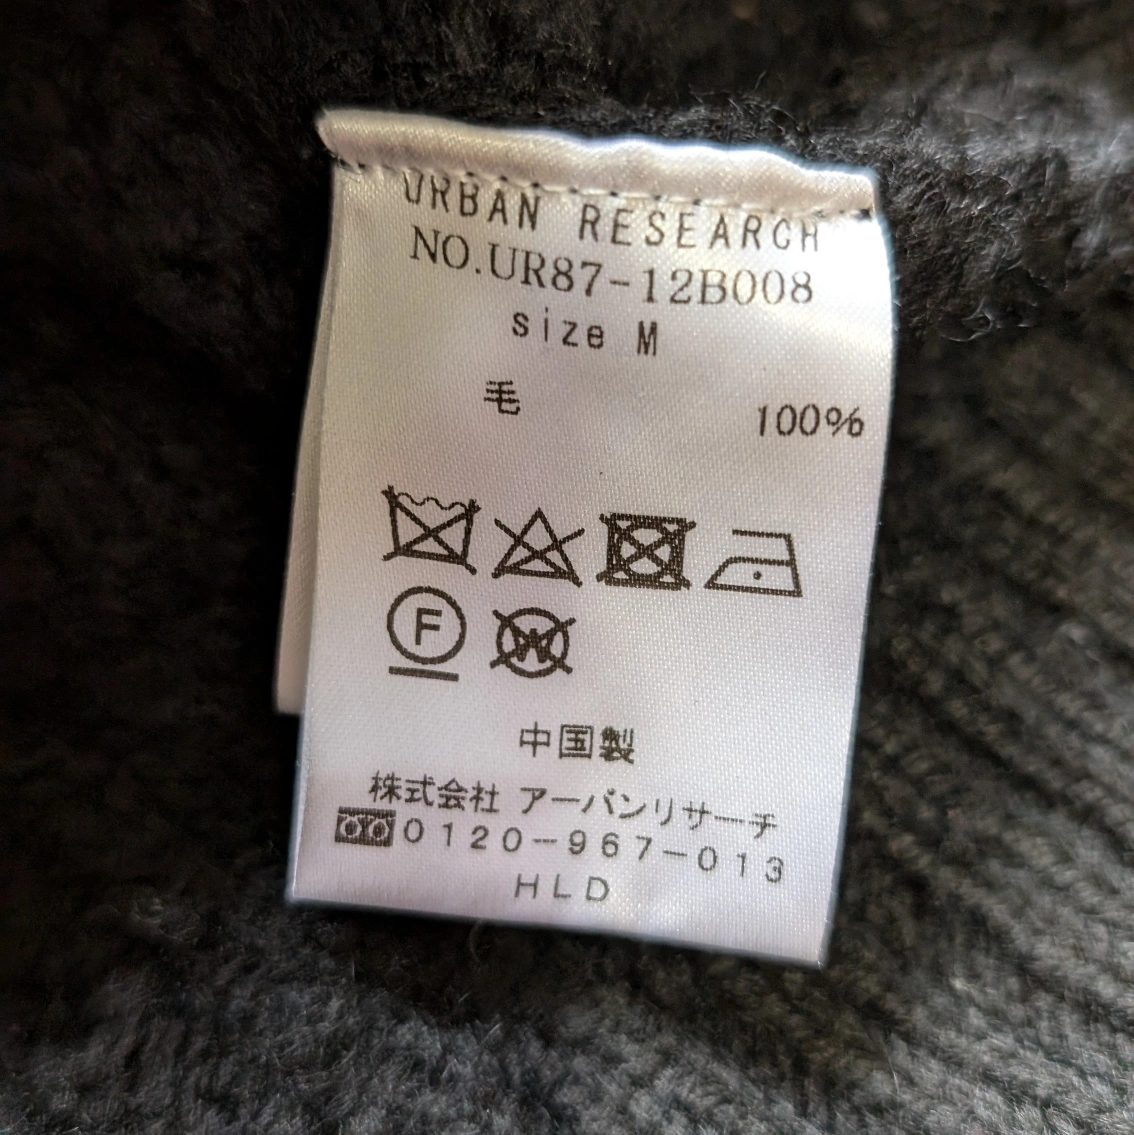 URBAN RESEARCH
NO.UR87-12B008
size M
毛 100%
F W
中国製
株式会社 アーバンリサーチ
0120-967-013
HLD